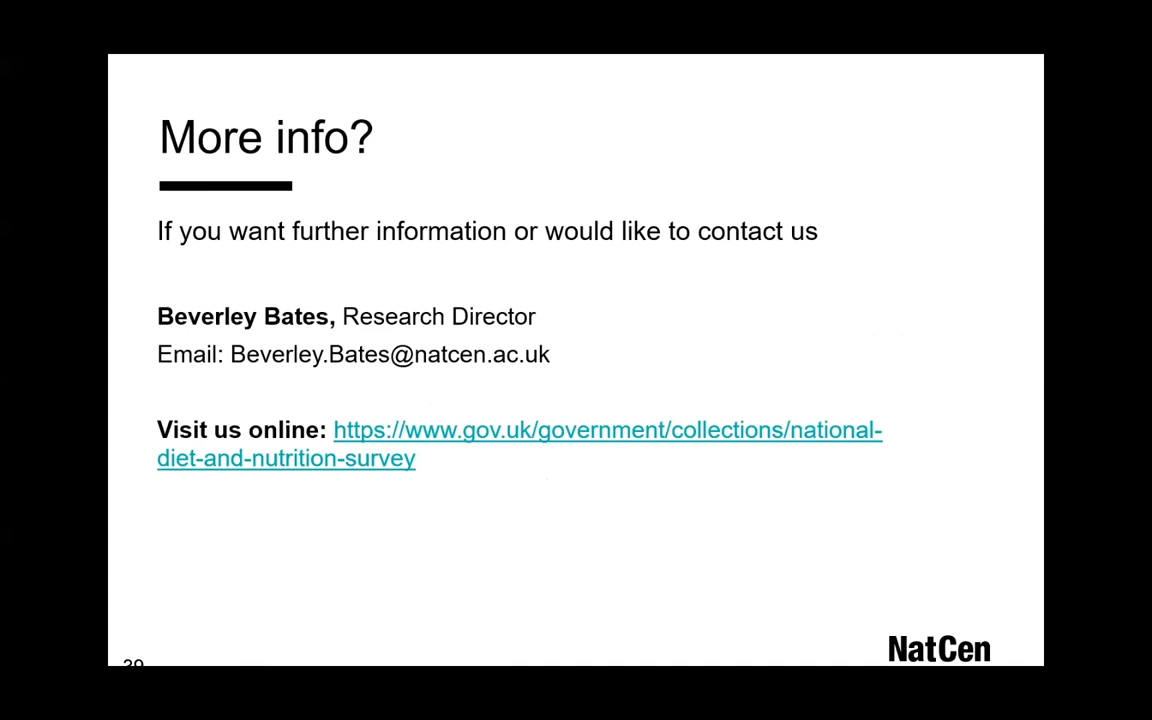 More info?
If you want further information or would like to contact us
Beverley Bates, Research Director
Email: Beverley.Bates@natcen.ac.uk
Visit us online: https://www.gov.uk/government/collections/national-
diet-and-nutrition-survey
NatCen